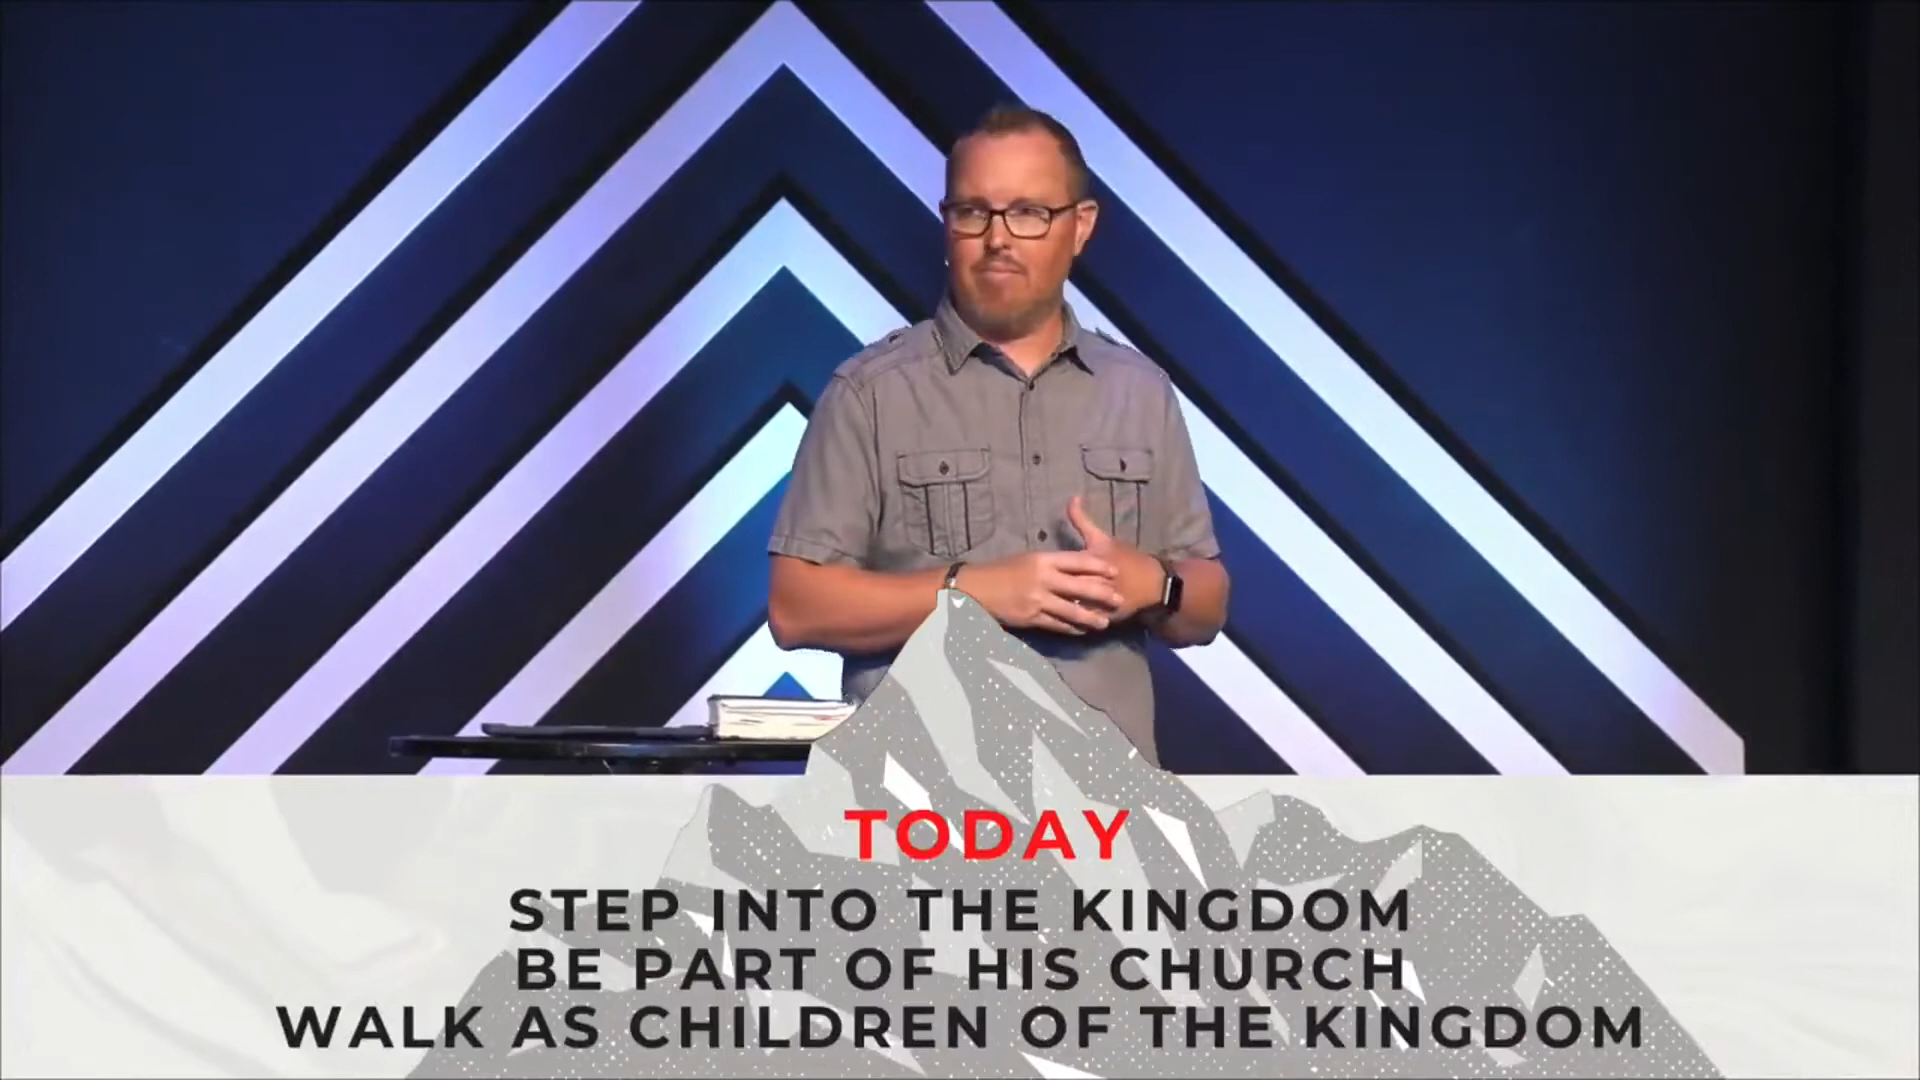 TODAY
STEP INTO THE KINGDOM
BE PART OF HIS CHURCH
WALK AS CHILDREN OF THE KINGDOM